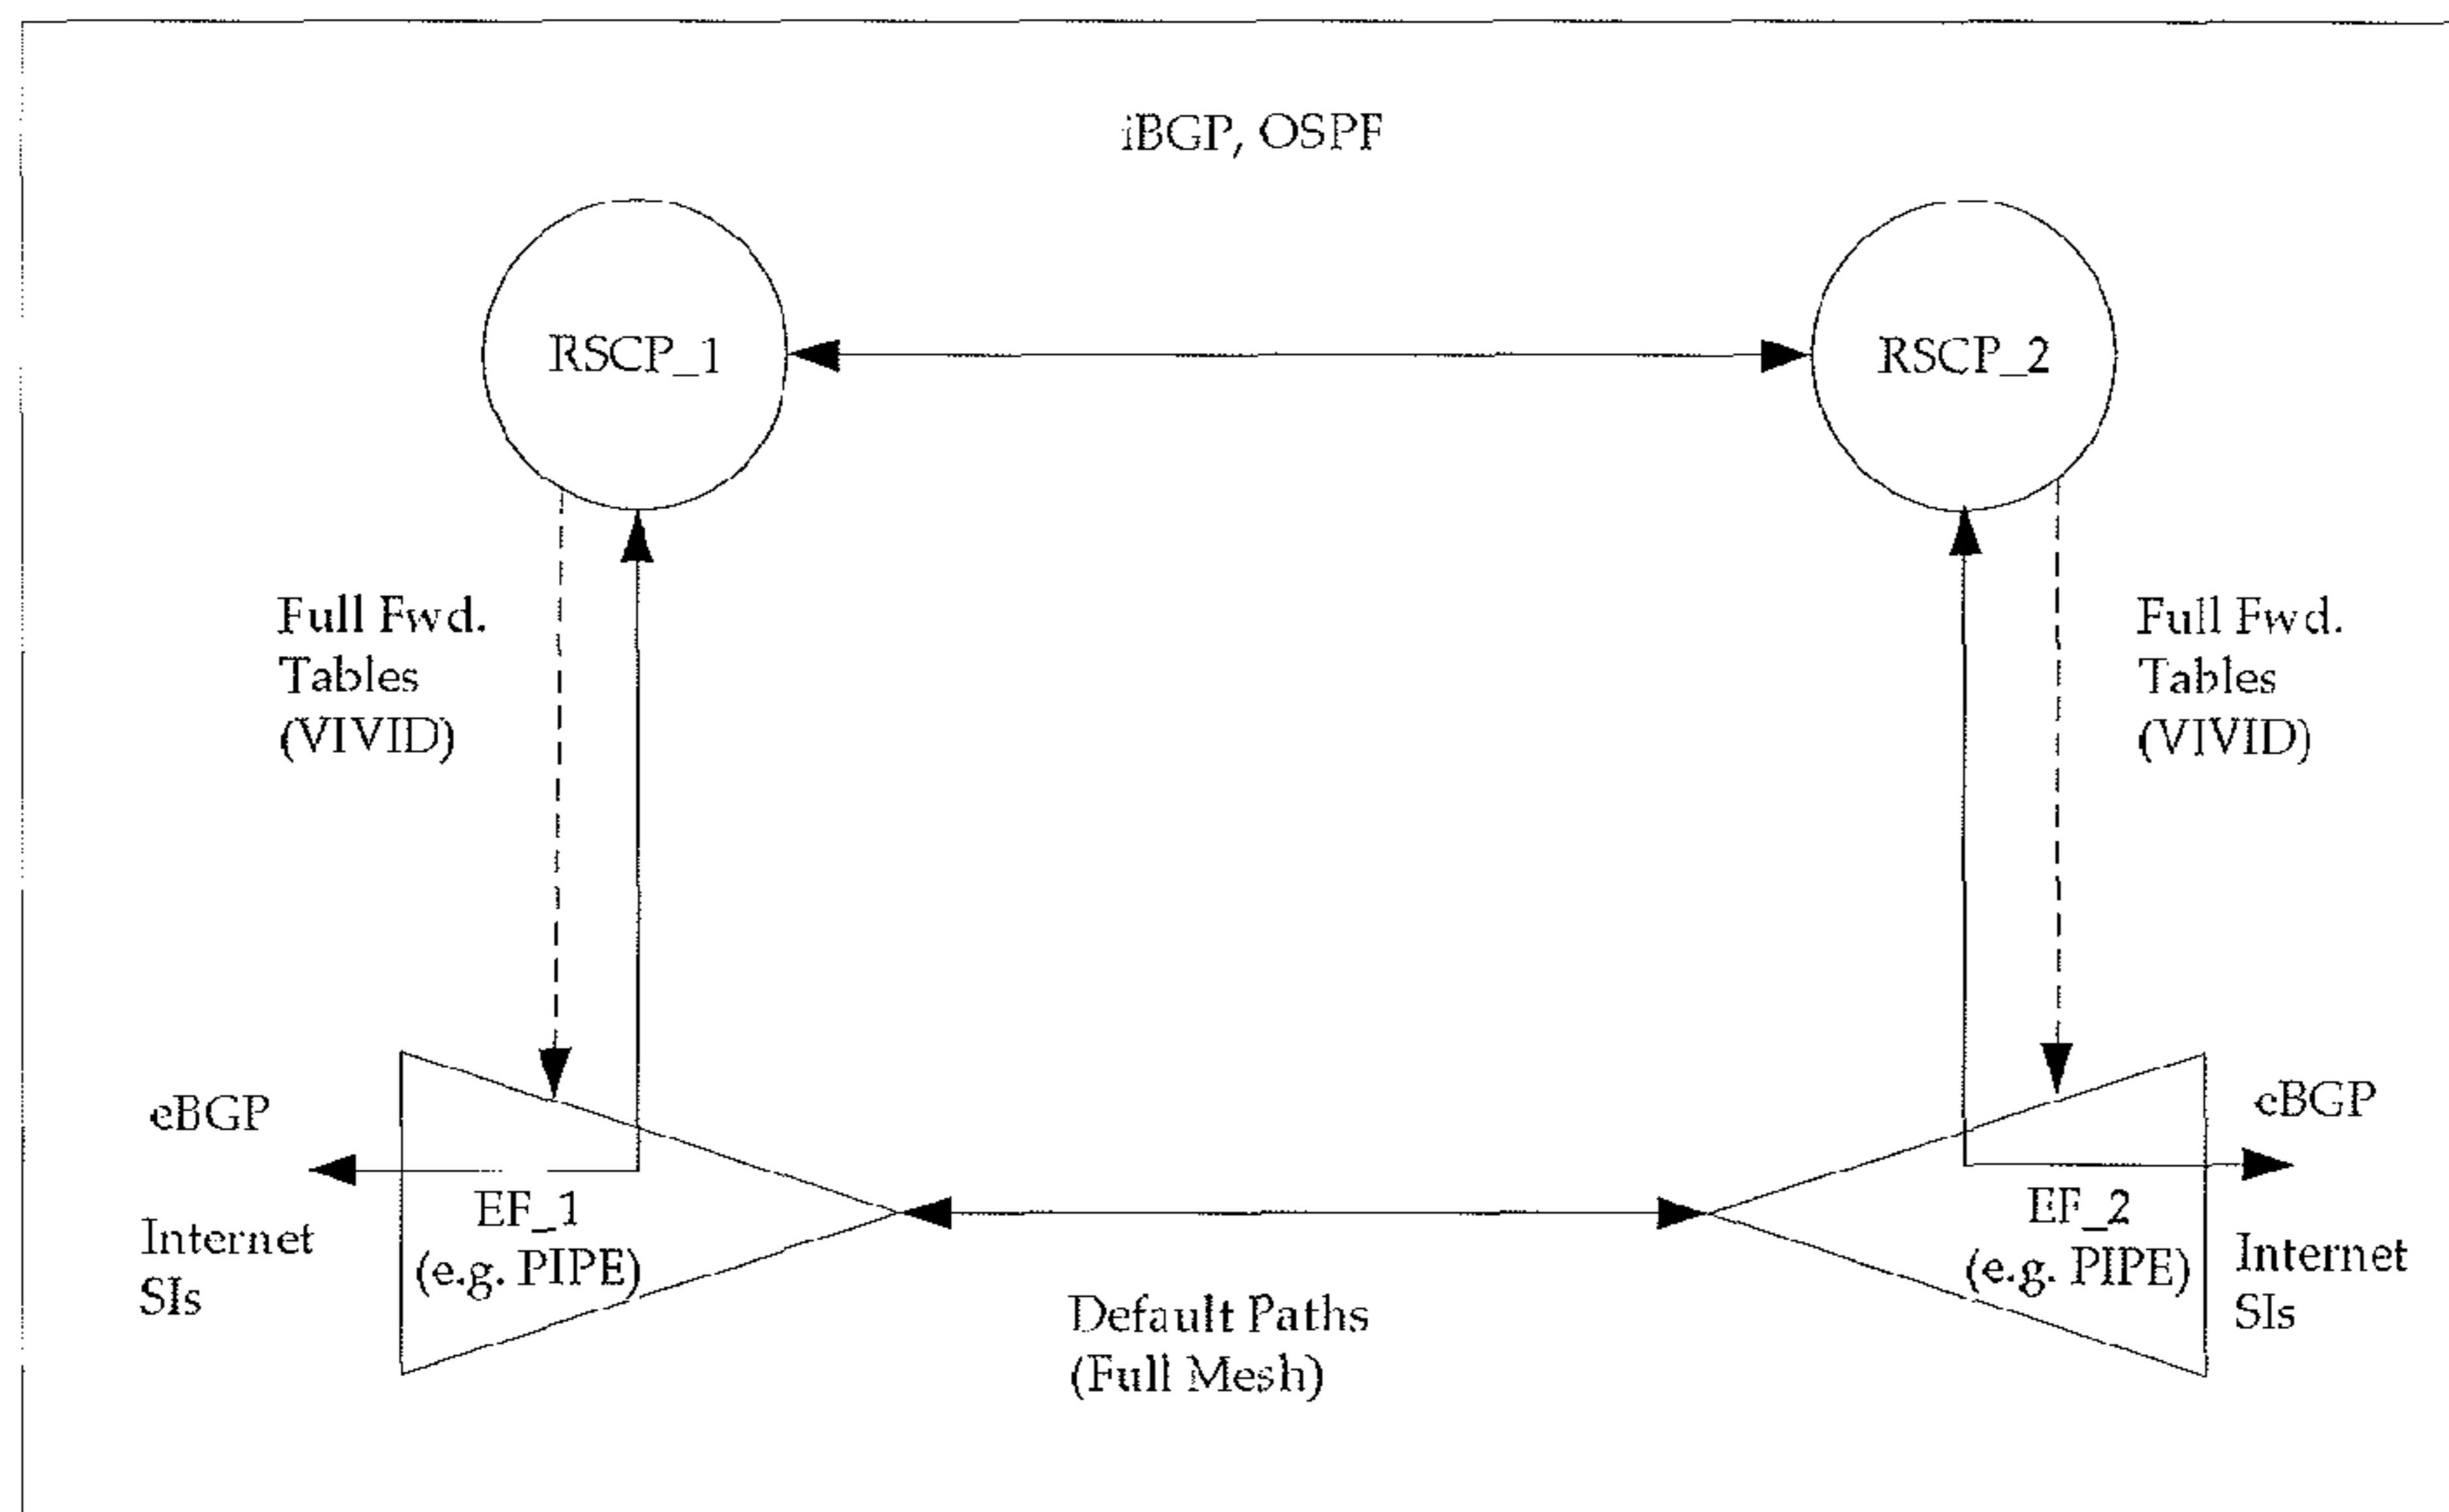 iBGP, OSPF
RSCP_1
RSCP_2
Full Fwd.
Tables
(VIVID)
Full Fwd.
Tables
(VIVID)
eBGP
eBGP
Internet
SIs
EF_1
(e.g. PIPE)
EF_2
(e.g. PIPE)
Internet
SIs
Default Paths
(Full Mesh)